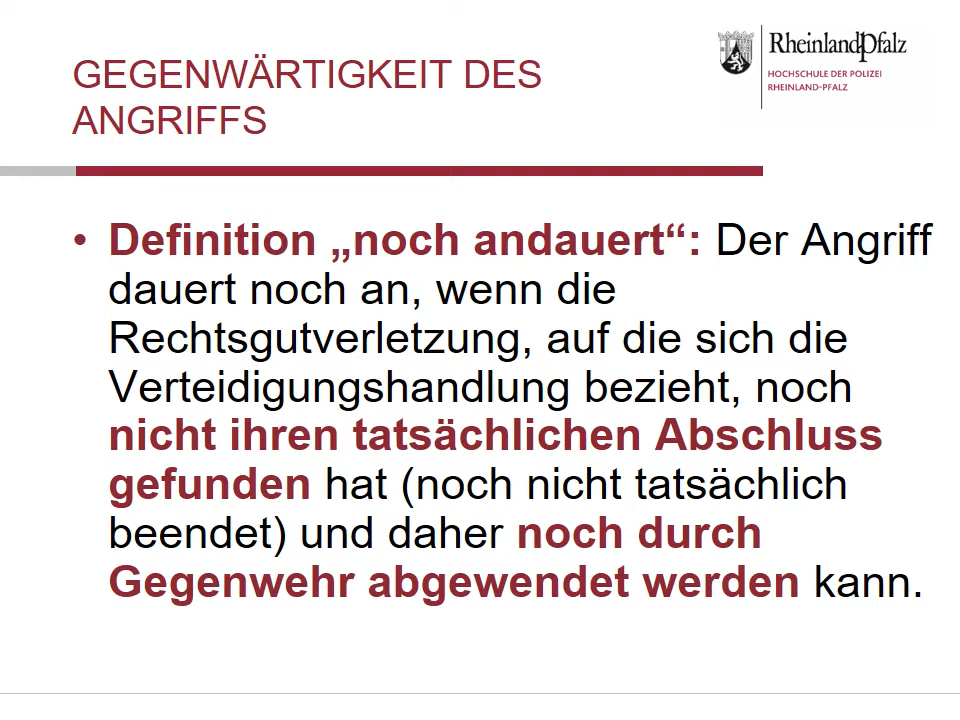 GEGENWÄRTIGKEIT DES
ANGRIFFS
RheinlandPfalz
HOCHSCHULE DER POLIZEI
RHEINLAND-PFALZ
• Definition „noch andauert“: Der Angriff
dauert noch an, wenn die
Rechtsgutverletzung, auf die sich die
Verteidigungshandlung bezieht, noch
nicht ihren tatsächlichen Abschluss
gefunden hat (noch nicht tatsächlich
beendet) und daher noch durch
Gegenwehr abgewendet werden kann.